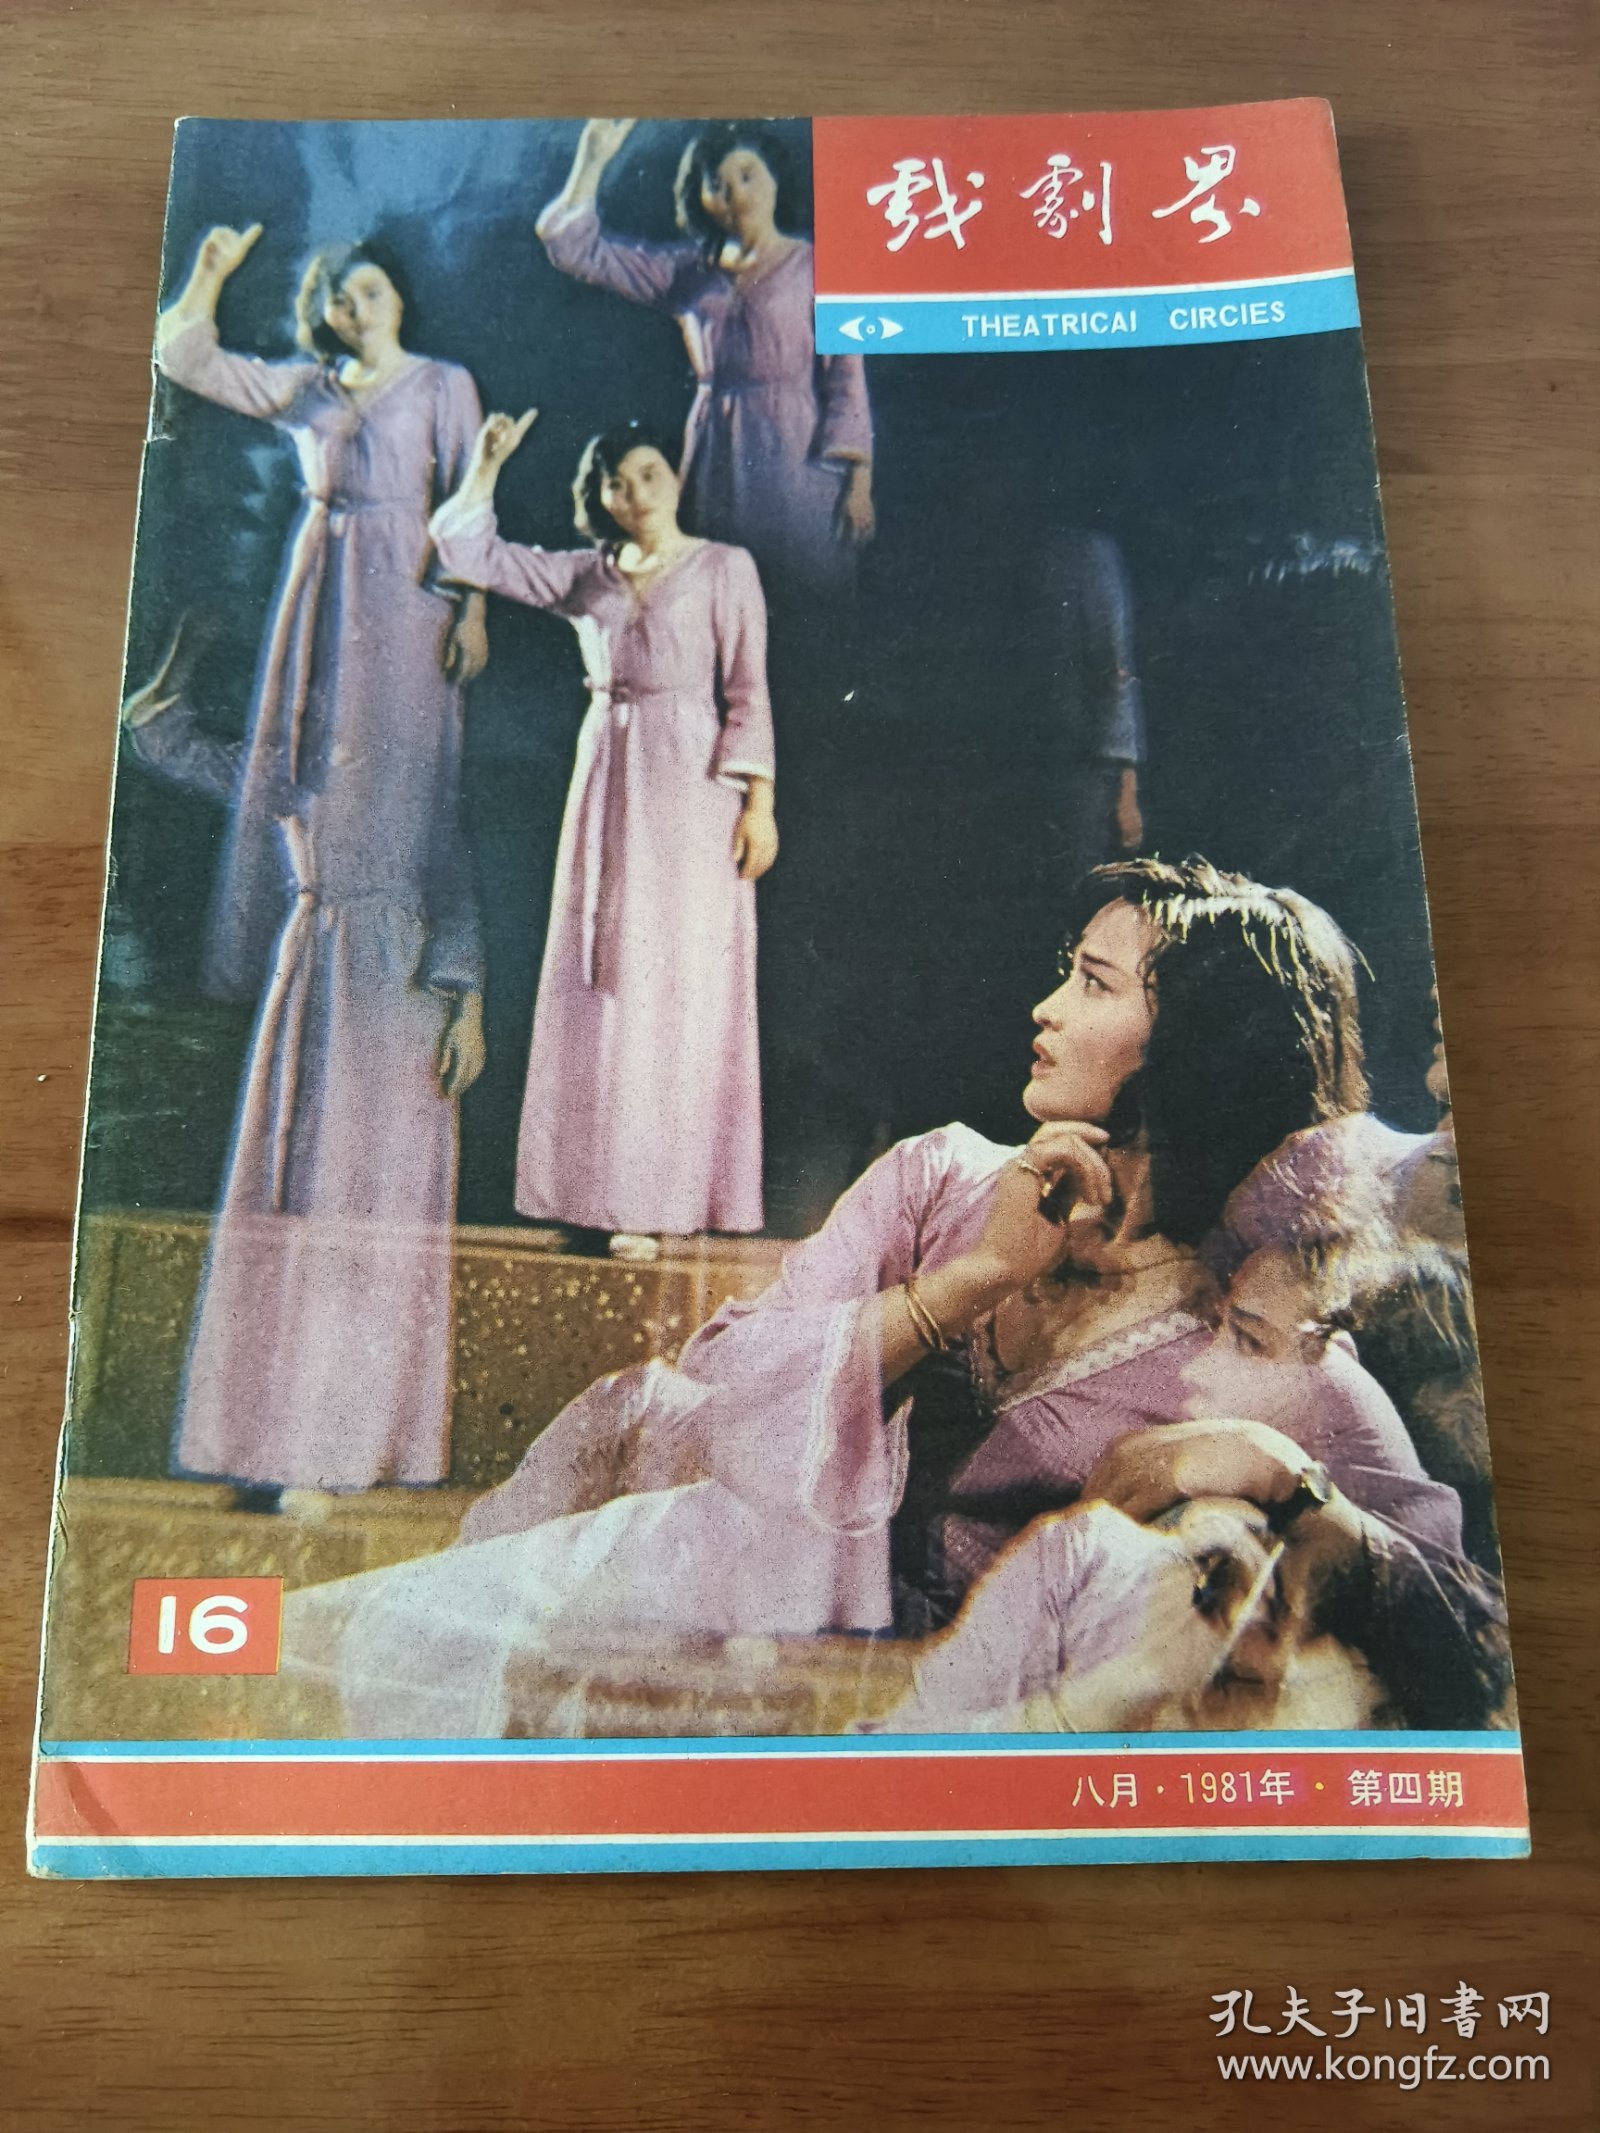 戏剧界
THEATRICAI CIRCIES
16
八月·1981年·第四期
孔夫子旧书网
www.kongfz.com